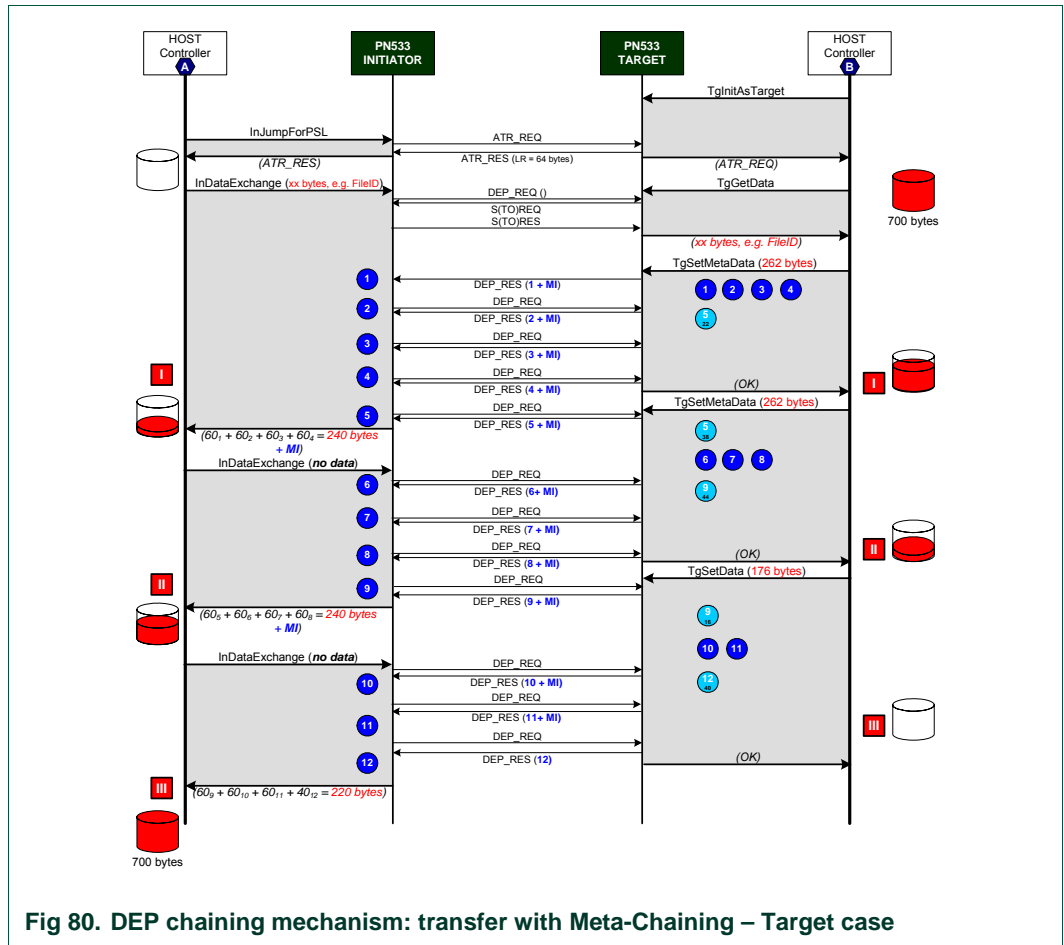 HOST
Controller
A
PN533
INITIATOR
PN533
TARGET
HOST
Controller
B
TgInitAsTarget
InJumpForPSL
ATR_REQ
(ATR_RES)
ATR_RES (LR = 64 bytes)
(ATR_REQ)
InDataExchange (xx bytes, e.g. FileID)
DEP_REQ ()
TgGetData
S(TO)REQ
S(TO)RES
700 bytes
(xx bytes, e.g. FileID)
TgSetMetaData (262 bytes)
1
DEP_RES (1 + MI)
1 2 3 4
DEP_REQ
2
DEP_RES (2 + MI)
5
22
DEP_REQ
3
DEP_RES (3 + MI)
DEP_REQ
I
4
DEP_RES (4 + MI)
(OK)
I
DEP_REQ
TgSetMetaData (262 bytes)
5
DEP_RES (5 + MI)
(60₁ + 60₂ + 60₃ + 60₄ = 240 bytes
+ MI)
5
38
InDataExchange (no data)
DEP_REQ
6 7 8
6
DEP_RES (6+ MI)
9
44
DEP_REQ
7
DEP_RES (7 + MI)
DEP_REQ
8
DEP_RES (8 + MI)
(OK)
II
DEP_REQ
TgSetData (176 bytes)
II
9
DEP_RES (9 + MI)
(60₅ + 60₆ + 60₇ + 60₈ = 240 bytes
+ MI)
9
16
InDataExchange (no data)
DEP_REQ
10 11
10
DEP_RES (10 + MI)
12
40
DEP_REQ
11
DEP_RES (11+ MI)
III
DEP_REQ
12
DEP_RES (12)
(OK)
III
(60₉ + 60₁₀ + 60₁₁ + 40₁₂ = 220 bytes)
700 bytes
Fig 80. DEP chaining mechanism: transfer with Meta-Chaining – Target case